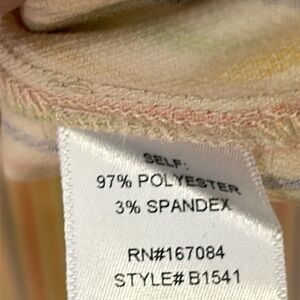 SELF:
97% POLYESTER
3% SPANDEX
RN#167084
STYLE# B1541